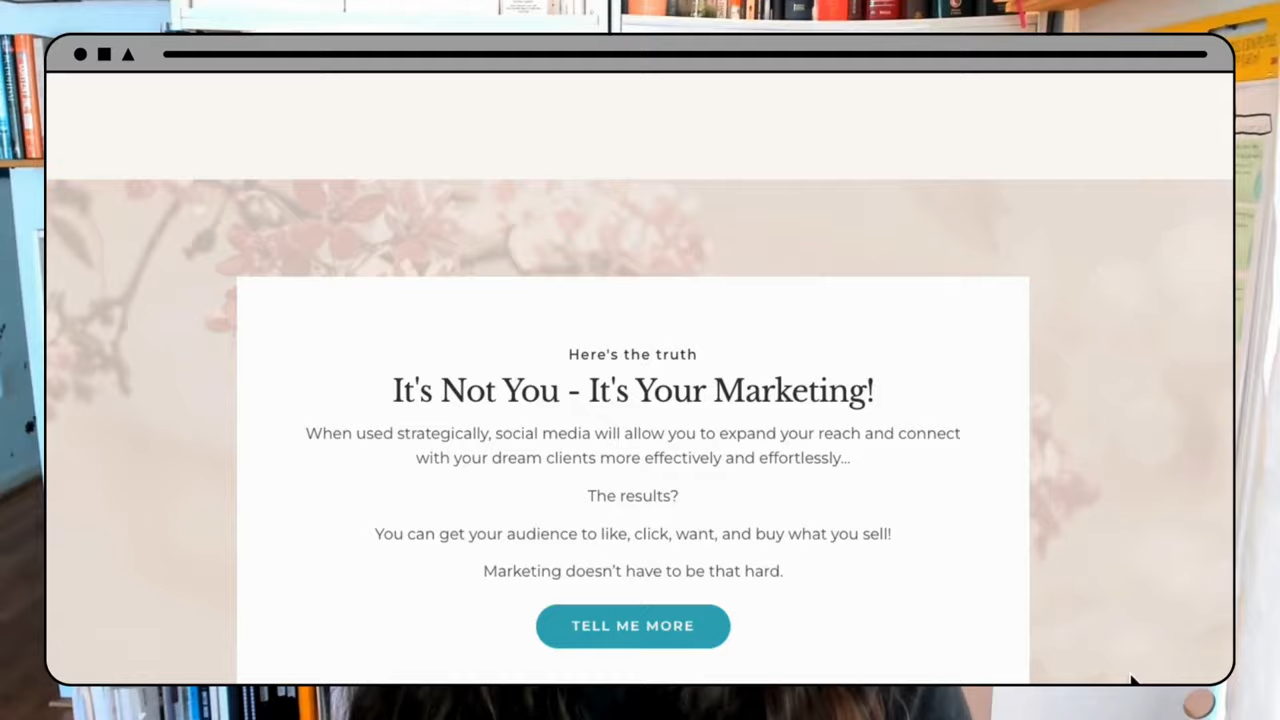 Here's the truth
It's Not You - It's Your Marketing!
When used strategically, social media will allow you to expand your reach and connect
with your dream clients more effectively and effortlessly...
The results?
You can get your audience to like, click, want, and buy what you sell!
Marketing doesn't have to be that hard.
TELL ME MORE